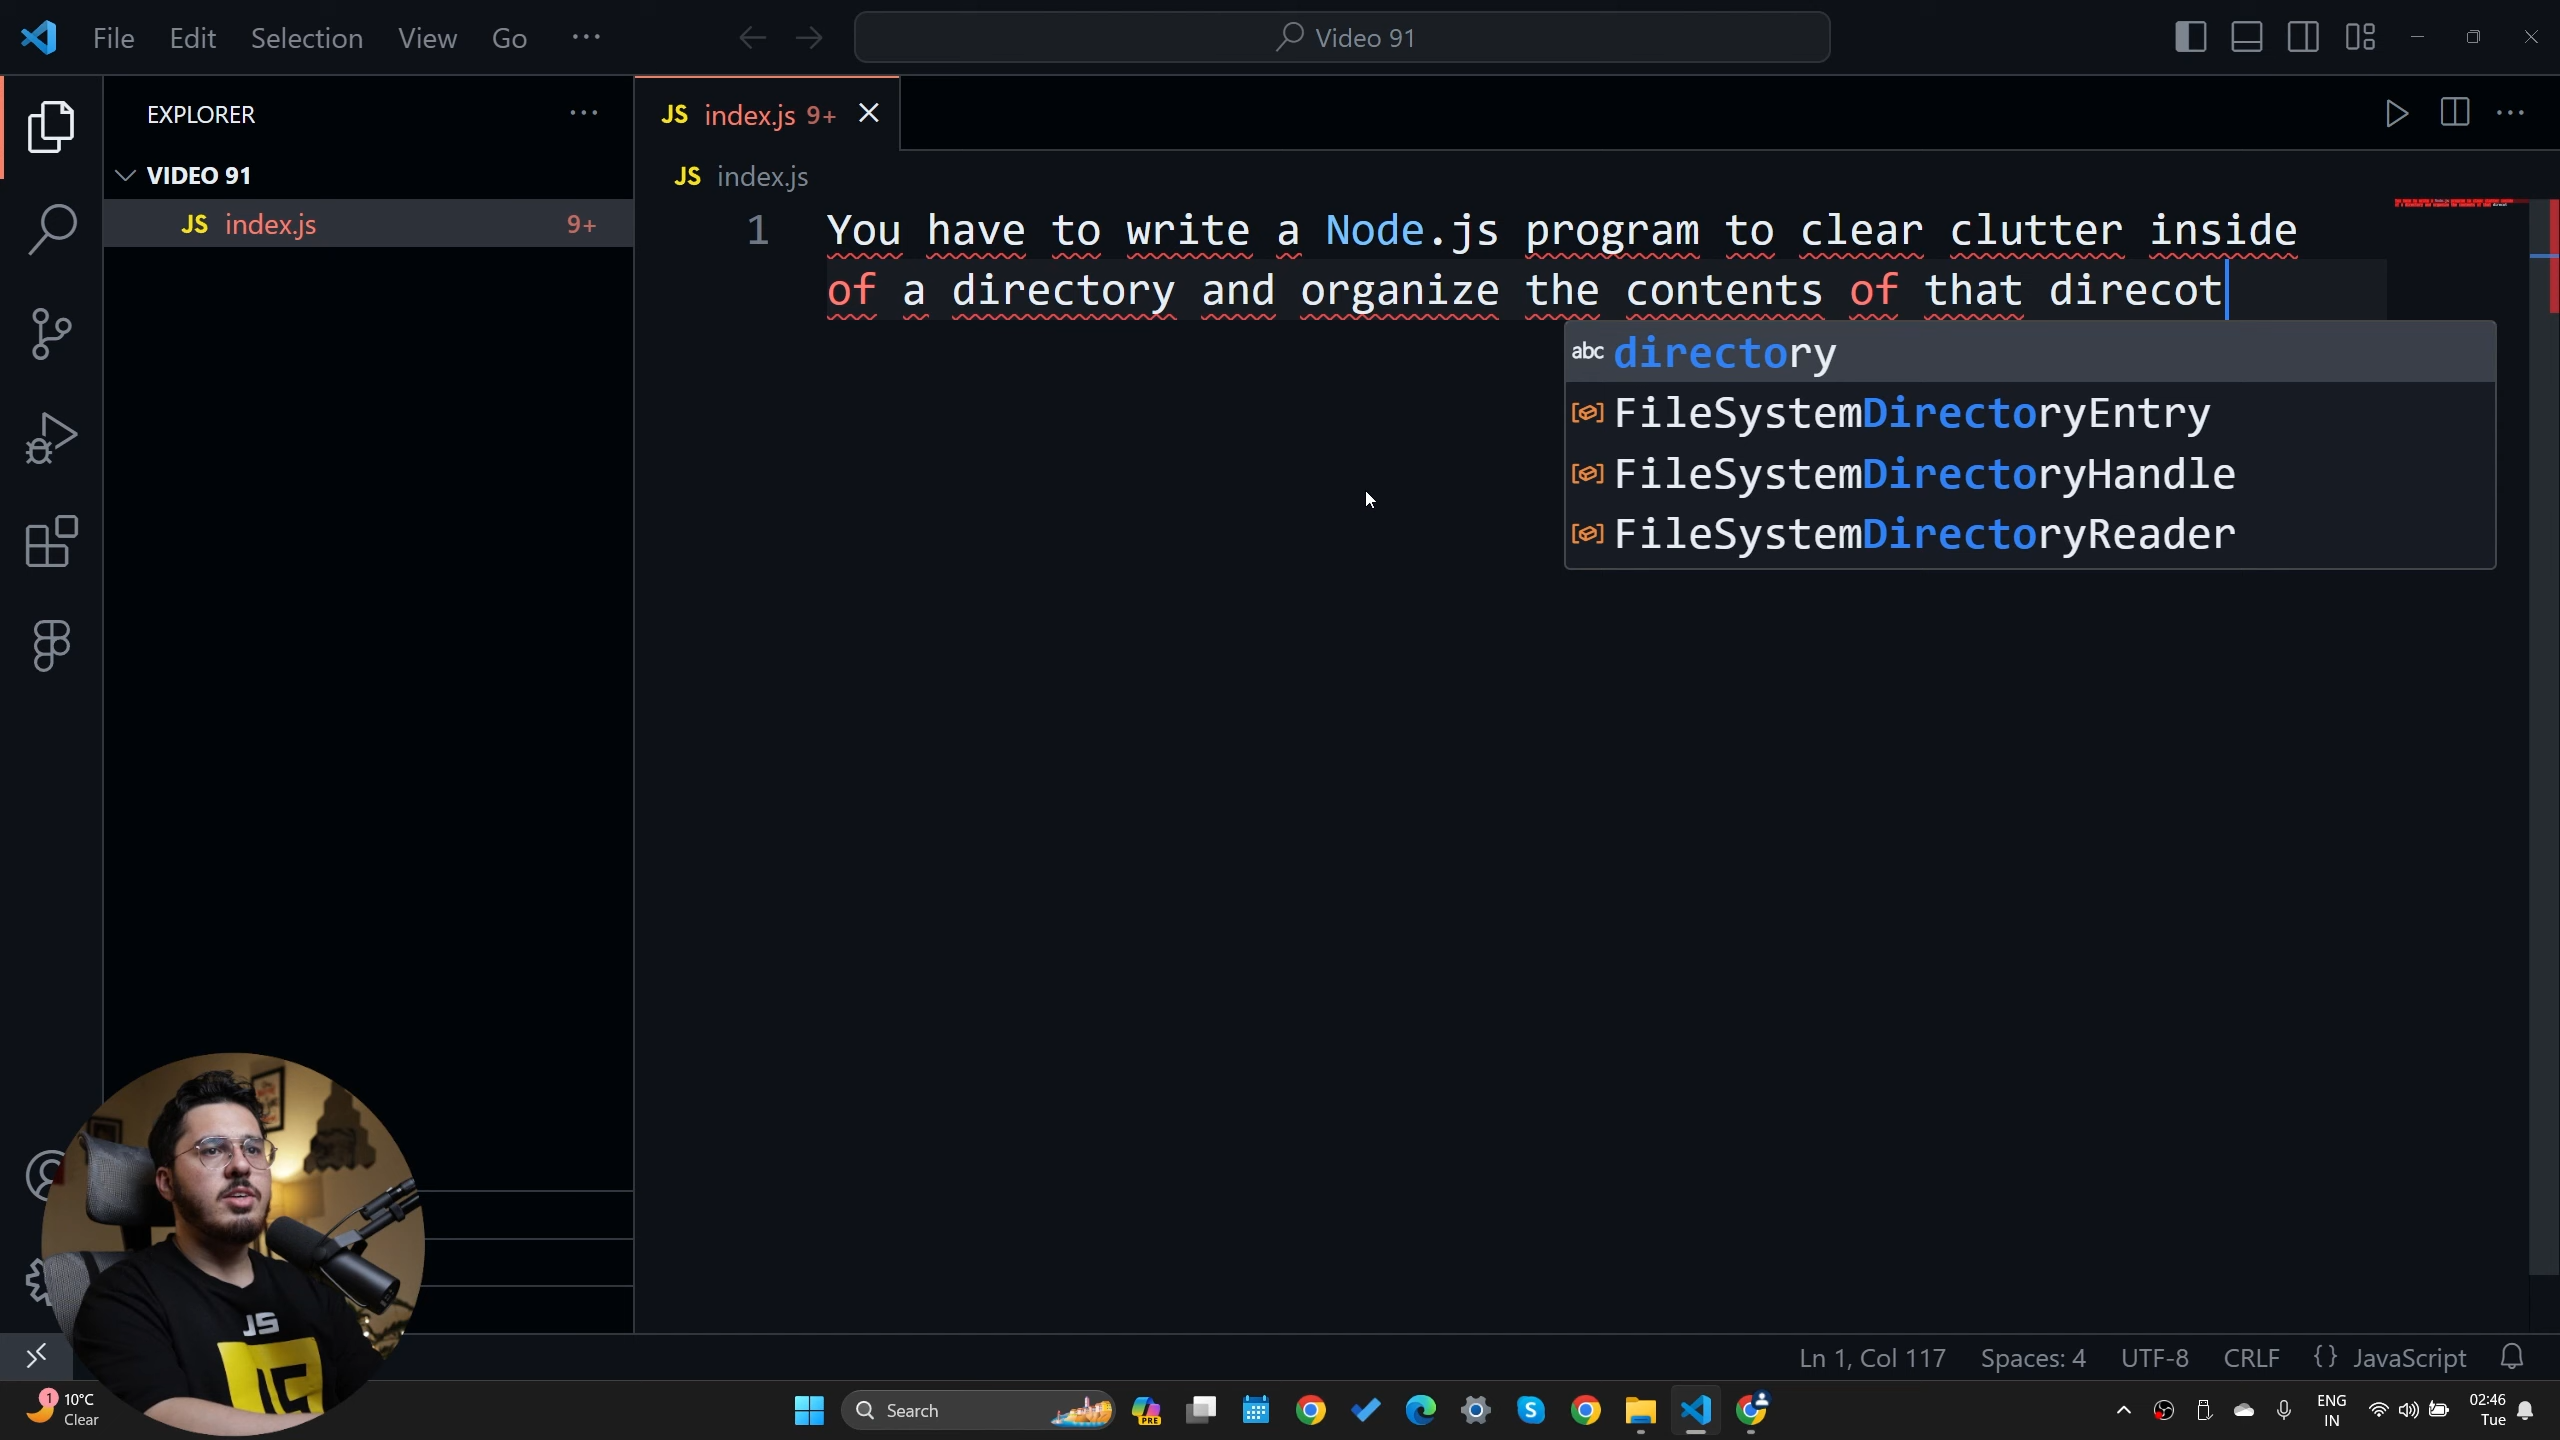 File Edit Selection View Go ··· Video 91
EXPLORER ···
VIDEO 91
JS index.js 9+
JS index.js 9+
JS index.js
1 You have to write a Node.js program to clear clutter inside
of a directory and organize the contents of that direcot
abc directory
FileSystemDirectoryEntry
FileSystemDirectoryHandle
FileSystemDirectoryReader
JS
Ln 1, Col 117 Spaces: 4 UTF-8 CRLF {} JavaScript
1 10°C
Clear
Search
PRE
ENG
IN
02:46
Tue